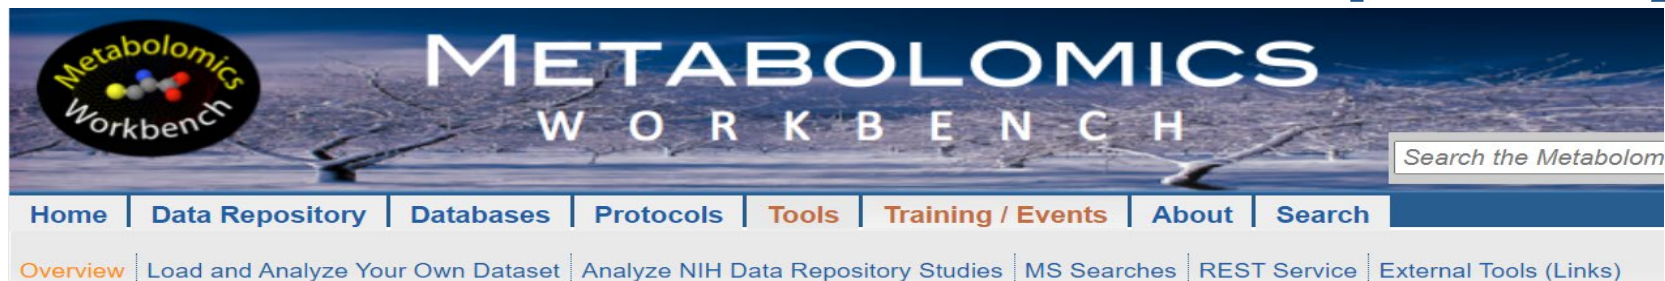 Metabolomics
Workbench
METABOLOMICS
WORKBENCH
Search the Metabolom
Home Data Repository Databases Protocols Tools Training / Events About Search
Overview Load and Analyze Your Own Dataset Analyze NIH Data Repository Studies MS Searches REST Service External Tools (Links)